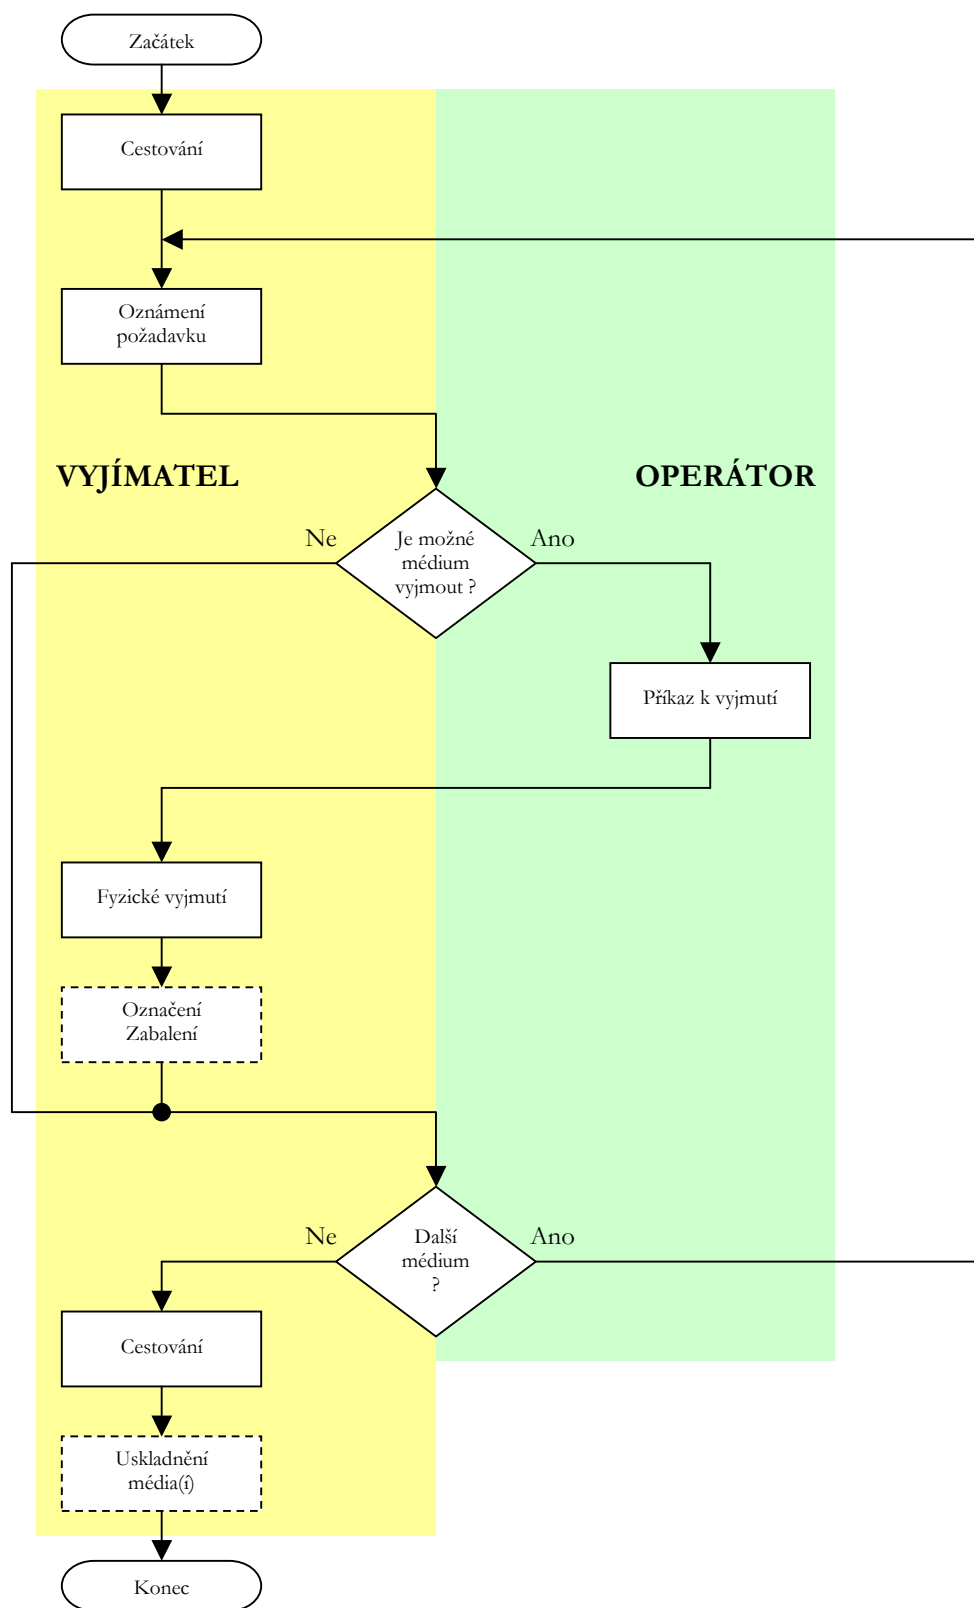 Začátek
Cestování
Oznámení
požadavku
VYJÍMATEL
OPERÁTOR
Ne
Je možné
médium
vyjmout ?
Ano
Příkaz k vyjmutí
Fyzické vyjmutí
Označení
Zabalení
Ne
Další
médium
?
Ano
Cestování
Uskladnění
média(í)
Konec